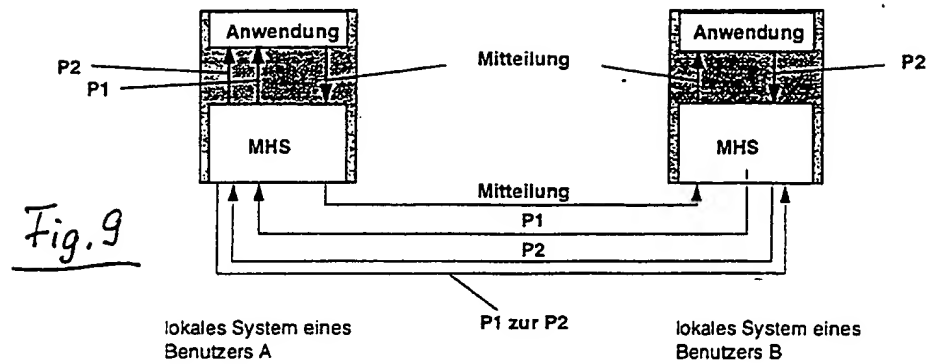 Anwendung
Anwendung
P2
P1
Mitteilung
P2
MHS
MHS
Mitteilung
P1
P2
Fig. 9
P1 zur P2
lokales System eines
Benutzers A
lokales System eines
Benutzers B